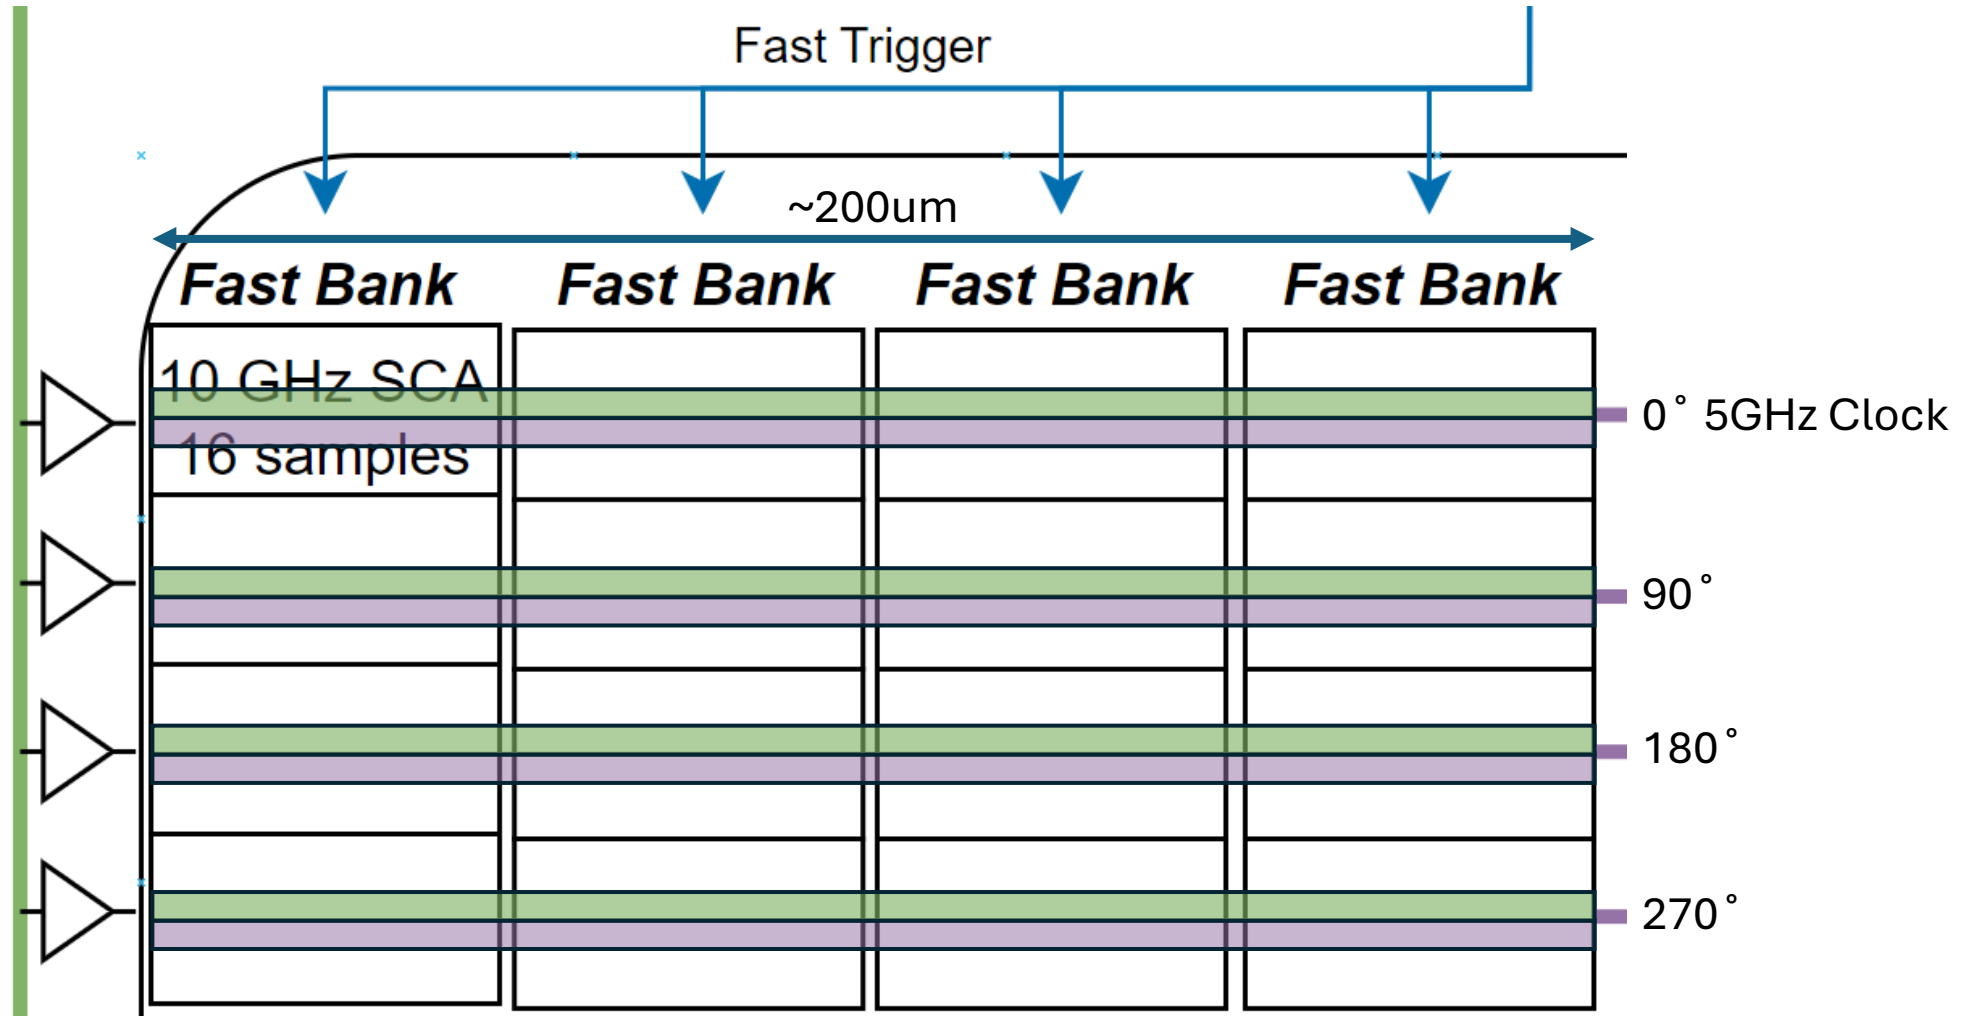 Fast Trigger
~200um
Fast Bank
Fast Bank
Fast Bank
Fast Bank
10 GHz SCA
16 samples
0° 5GHz Clock
90°
180°
270°